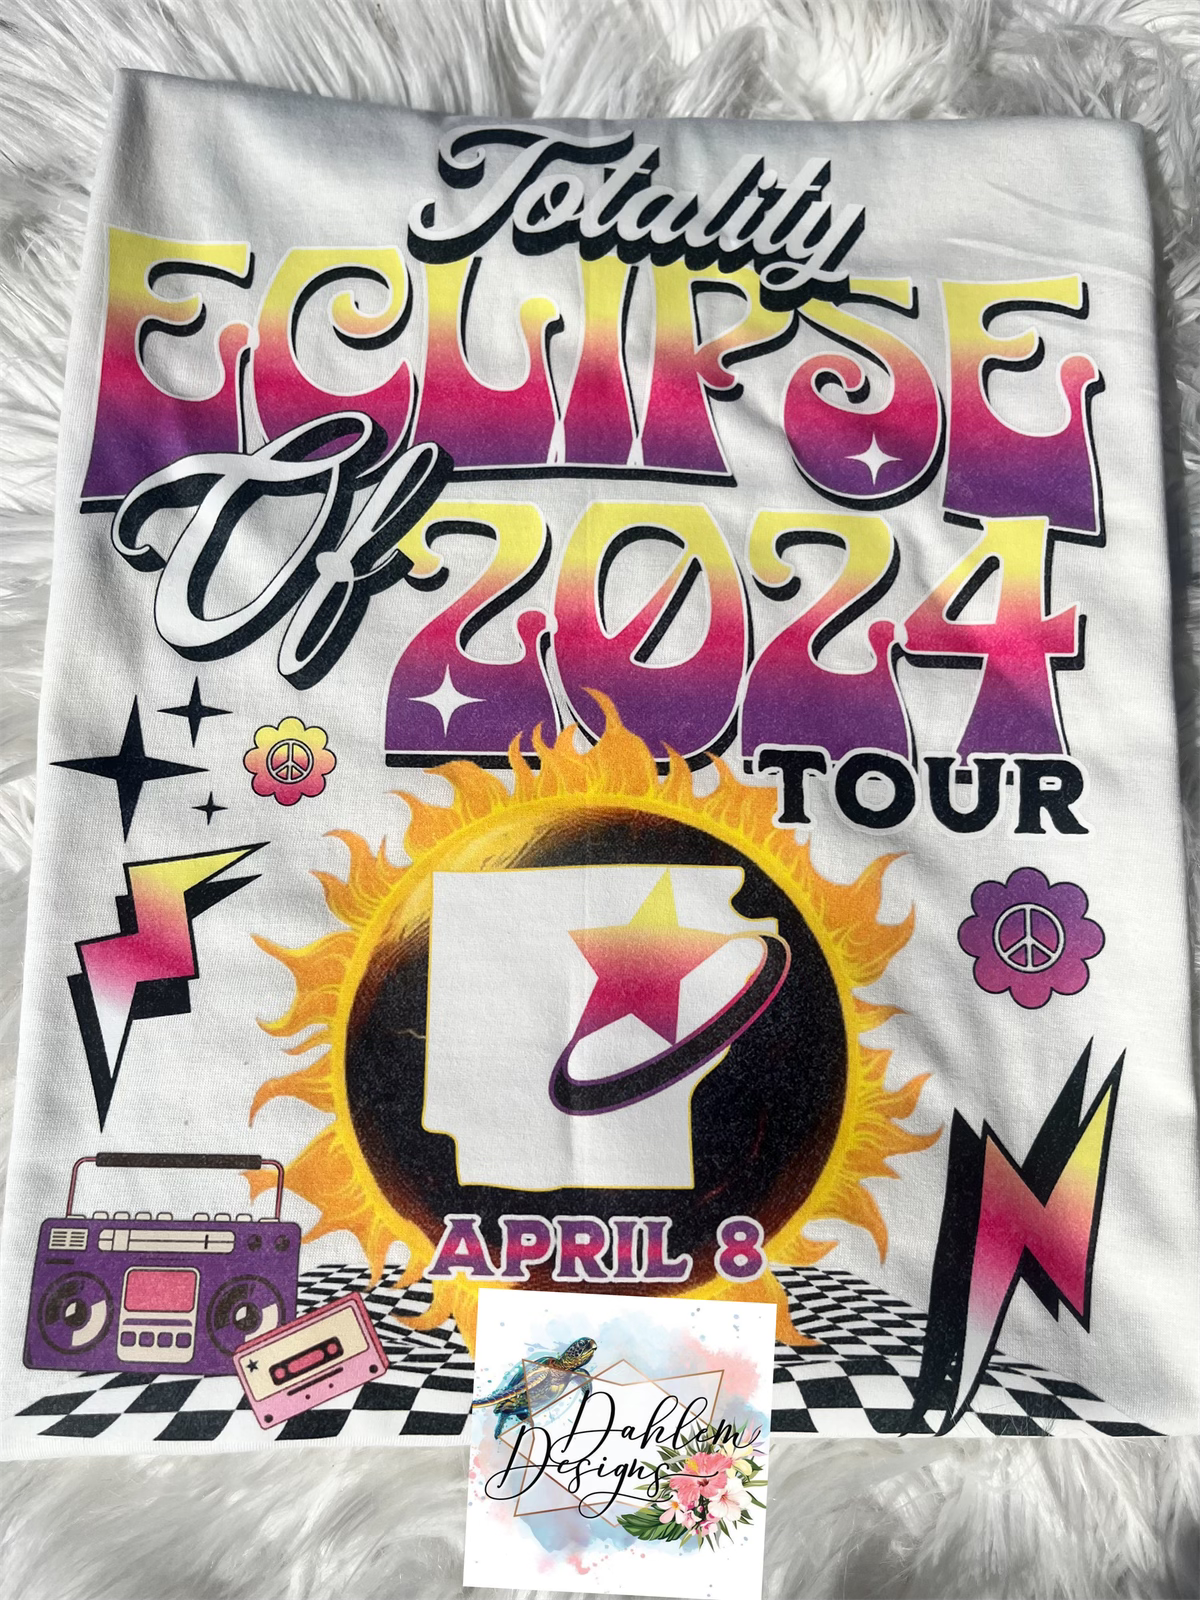 Totality
ECLIPSE
Of 2024
TOUR
APRIL 8
Dahlem
Designs